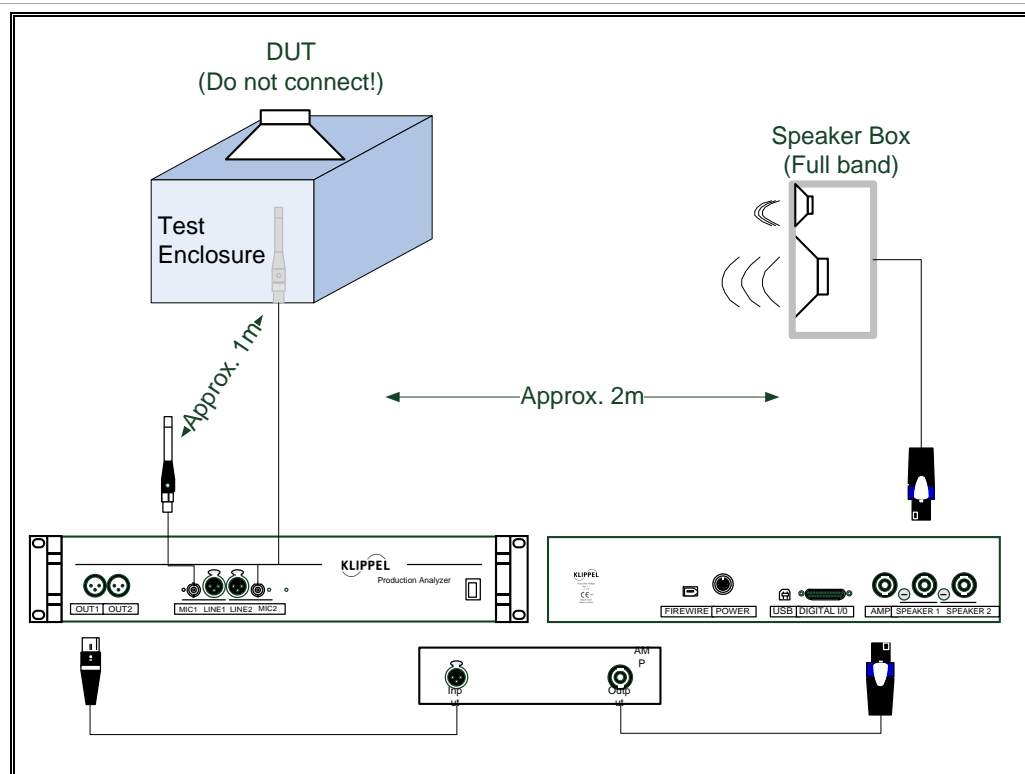 DUT
(Do not connect!)
Speaker Box
(Full band)
Test
Enclosure
Approx. 1m
Approx. 2m
KLIPPEL
Production Analyzer
OUT1 OUT2
MIC1 LINE1 LINE2 MIC2
KLIPPEL
FIREWIRE POWER USB DIGITAL I/O AMP SPEAKER 1 SPEAKER 2
AM
P
Inp
ut
Outp
ut